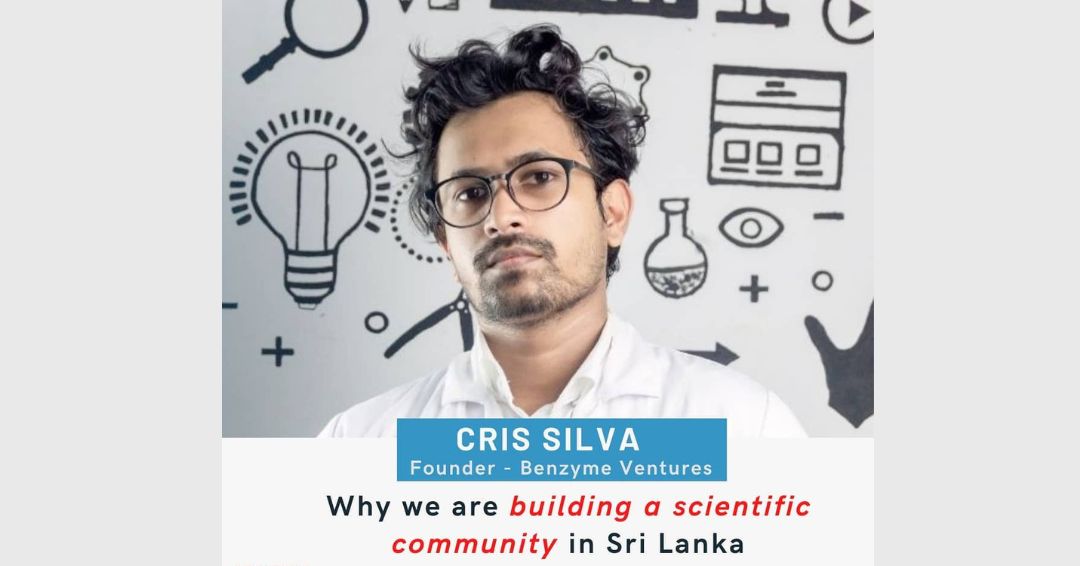 CRIS SILVA
Founder - Benzyme Ventures
Why we are building a scientific
community in Sri Lanka